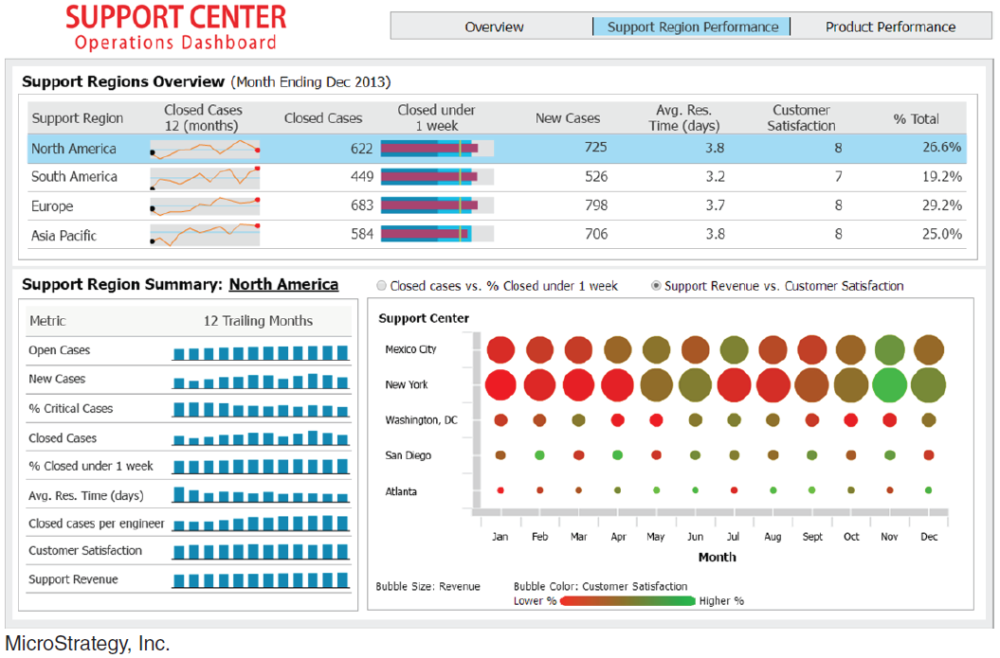 SUPPORT CENTER
Operations Dashboard
Overview
Support Region Performance
Product Performance
Support Regions Overview (Month Ending Dec 2013)
Support Region
Closed Cases
12 (months)
Closed Cases
Closed under
1 week
New Cases
Avg. Res.
Time (days)
Customer
Satisfaction
% Total
North America 622 725 3.8 8 26.6%
South America 449 526 3.2 7 19.2%
Europe 683 798 3.7 8 29.2%
Asia Pacific 584 706 3.8 8 25.0%
Support Region Summary: North America
Closed cases vs. % Closed under 1 week
Support Revenue vs. Customer Satisfaction
Metric 12 Trailing Months
Open Cases
New Cases
% Critical Cases
Closed Cases
% Closed under 1 week
Avg. Res. Time (days)
Closed cases per engineer
Customer Satisfaction
Support Revenue
Support Center
Mexico City
New York
Washington, DC
San Diego
Atlanta
Jan Feb Mar Apr May Jun Jul Aug Sept Oct Nov Dec
Month
Bubble Size: Revenue
Bubble Color: Customer Satisfaction
Lower % Higher %
MicroStrategy, Inc.